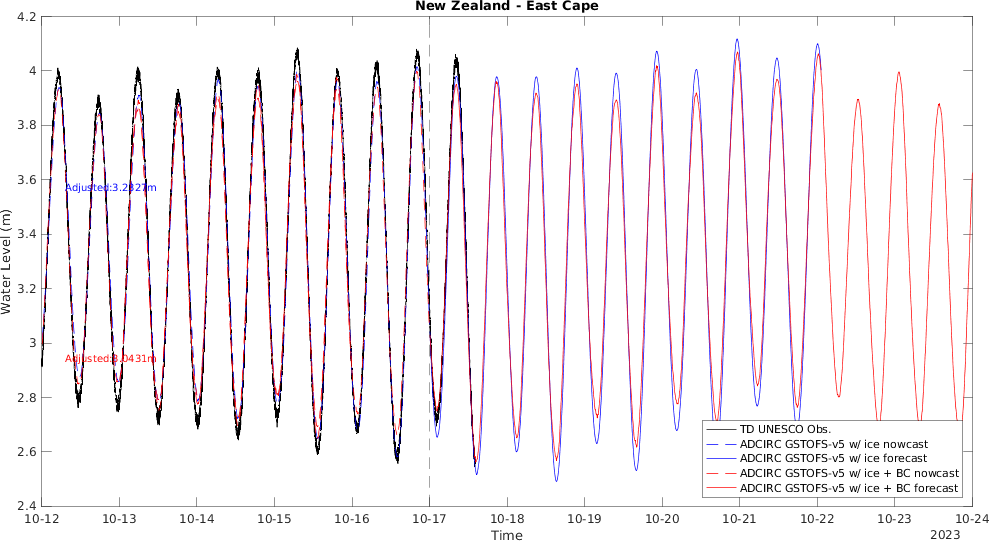 New Zealand - East Cape
4.2
4
3.8
3.6
3.4
3.2
3
2.8
2.6
2.4
Water Level (m)
Adjusted:3.2327m
Adjusted:3.0431m
TD UNESCO Obs.
ADCIRC GSTOFS-v5 w/ ice nowcast
ADCIRC GSTOFS-v5 w/ ice forecast
ADCIRC GSTOFS-v5 w/ ice + BC nowcast
ADCIRC GSTOFS-v5 w/ ice + BC forecast
10-12 10-13 10-14 10-15 10-16 10-17 10-18 10-19 10-20 10-21 10-22 10-23 10-24
Time
2023